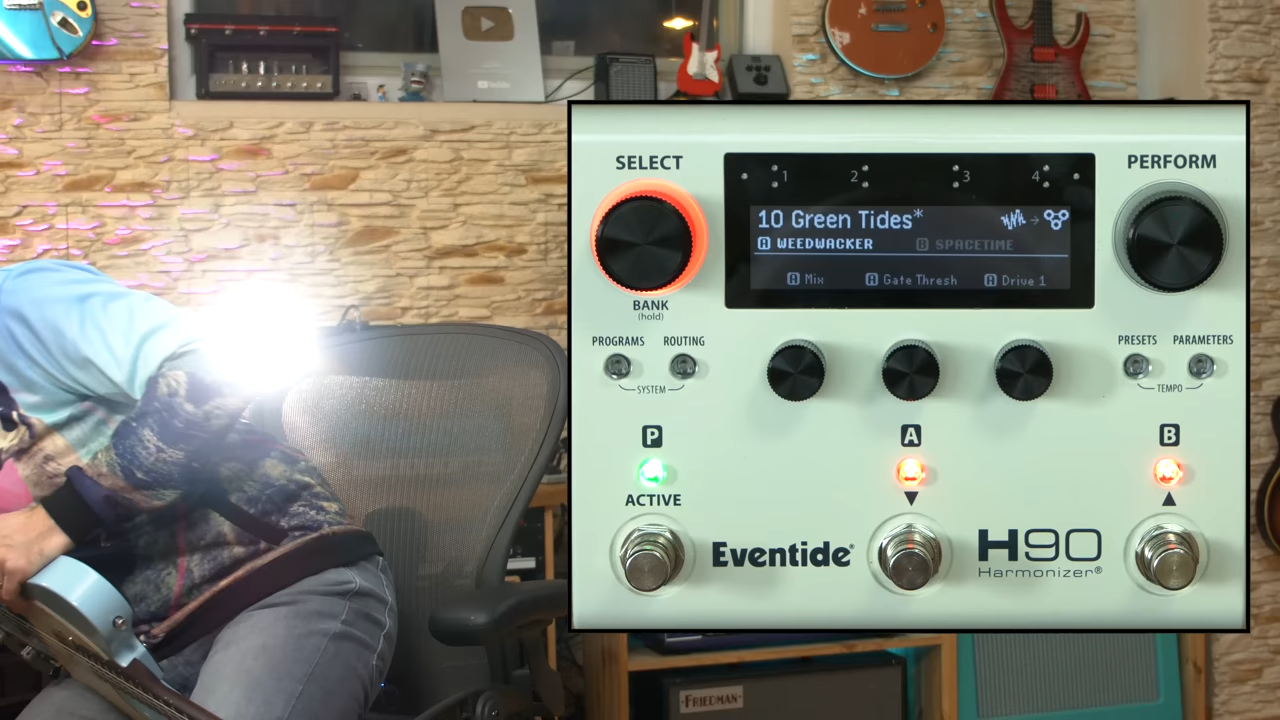 YouTube
SELECT
PERFORM
1 2 3 4
10 Green Tides*
A WEEDWACKER B SPACETIME
A Mix A Gate Thresh A Drive 1
BANK
(hold)
PROGRAMS ROUTING
SYSTEM
PRESETS PARAMETERS
TEMPO
P A B
ACTIVE
Eventide®
H90
Harmonizer®
FRIEDMAN